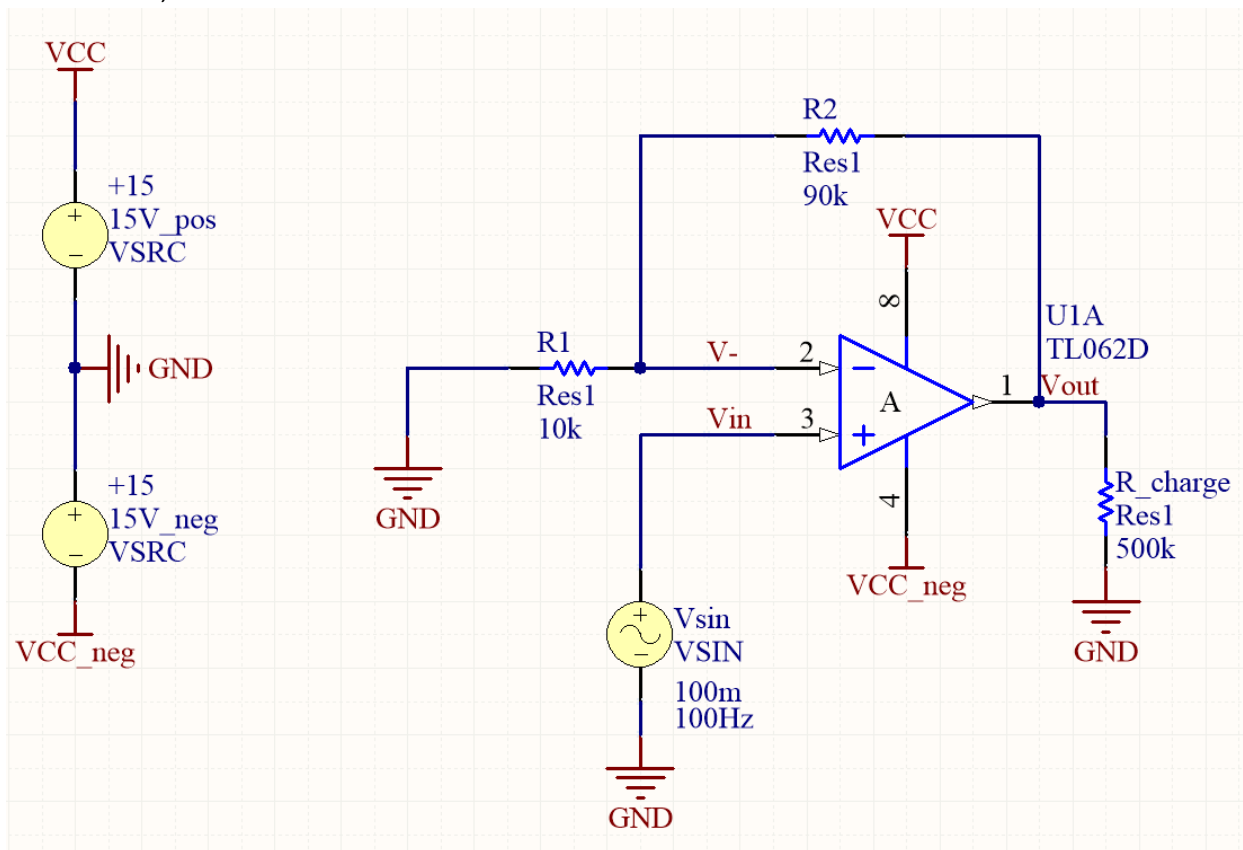 VCC
+15
15V_pos
VSRC
GND
+15
15V_neg
VSRC
VCC_neg
R2
Res1
90k
VCC
8
R1
Res1
10k
GND
V-
2
Vin
3
A
4
VCC_neg
U1A
TL062D
1
Vout
R_charge
Res1
500k
GND
Vsin
VSIN
100m
100Hz
GND